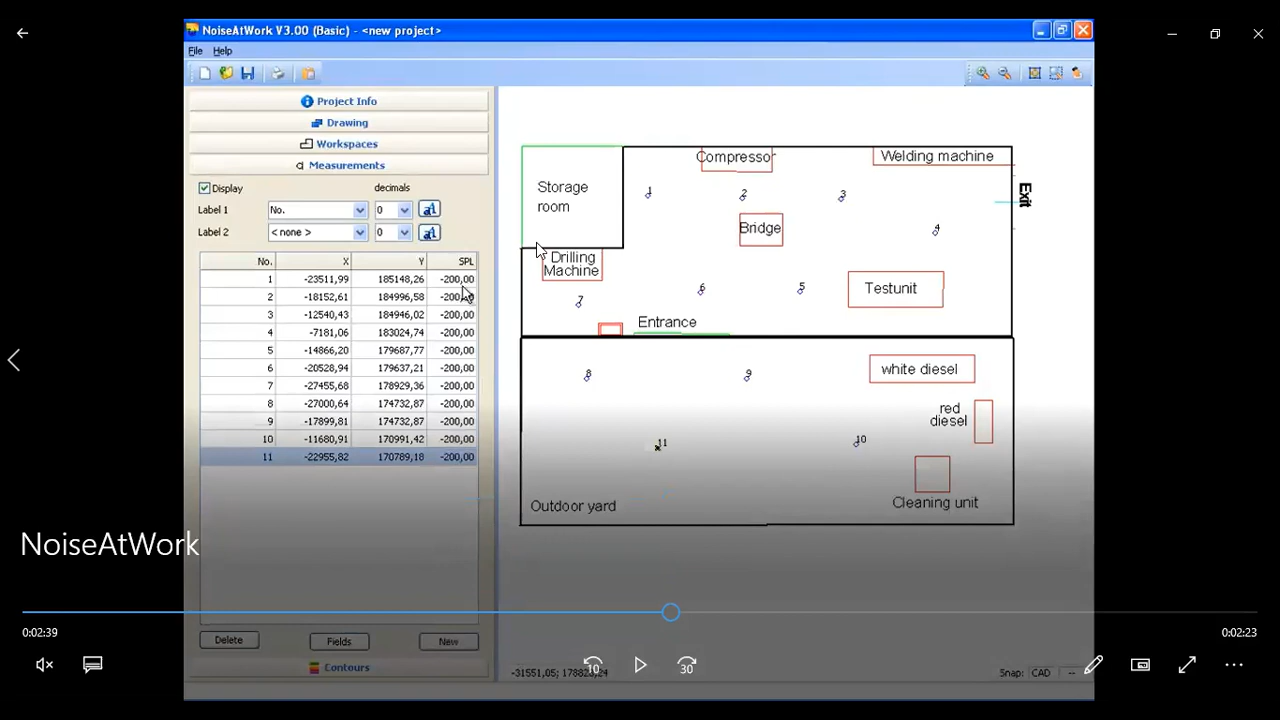 NoiseAtWork V3.00 (Basic) - <new project>
File Help
Project Info
Drawing
Workspaces
Measurements
Display decimals
Label 1 No. 0 aA
Label 2 < none > 0 aA
No. X Y SPL
1 -23511,99 185148,26 -200,00
2 -18152,61 184996,58 -200,00
3 -12540,43 184946,02 -200,00
4 -7181,06 183024,74 -200,00
5 -14866,20 179687,77 -200,00
6 -20528,94 179637,21 -200,00
7 -27455,68 178929,36 -200,00
8 -27000,64 174732,87 -200,00
9 -17899,81 174732,87 -200,00
10 -11680,91 170991,42 -200,00
11 -22955,82 170789,18 -200,00
Delete Fields New
Contours
Compressor
Welding machine
Storage
room
Exit
1
2
3
4
Bridge
Drilling
Machine
7
6
5
Testunit
Entrance
8
9
white diesel
red
diesel
11
10
Outdoor yard
Cleaning unit
Snap: CAD --
NoiseAtWork
0:02:39
0:02:23
10
30